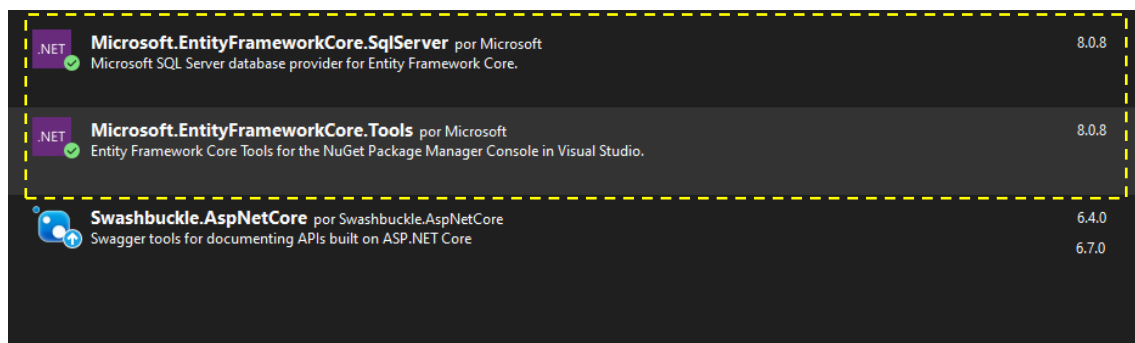 .NET
Microsoft.EntityFrameworkCore.SqlServer por Microsoft 8.0.8
Microsoft SQL Server database provider for Entity Framework Core.
.NET
Microsoft.EntityFrameworkCore.Tools por Microsoft 8.0.8
Entity Framework Core Tools for the NuGet Package Manager Console in Visual Studio.
Swashbuckle.AspNetCore por Swashbuckle.AspNetCore 6.4.0
Swagger tools for documenting APIs built on ASP.NET Core
6.7.0